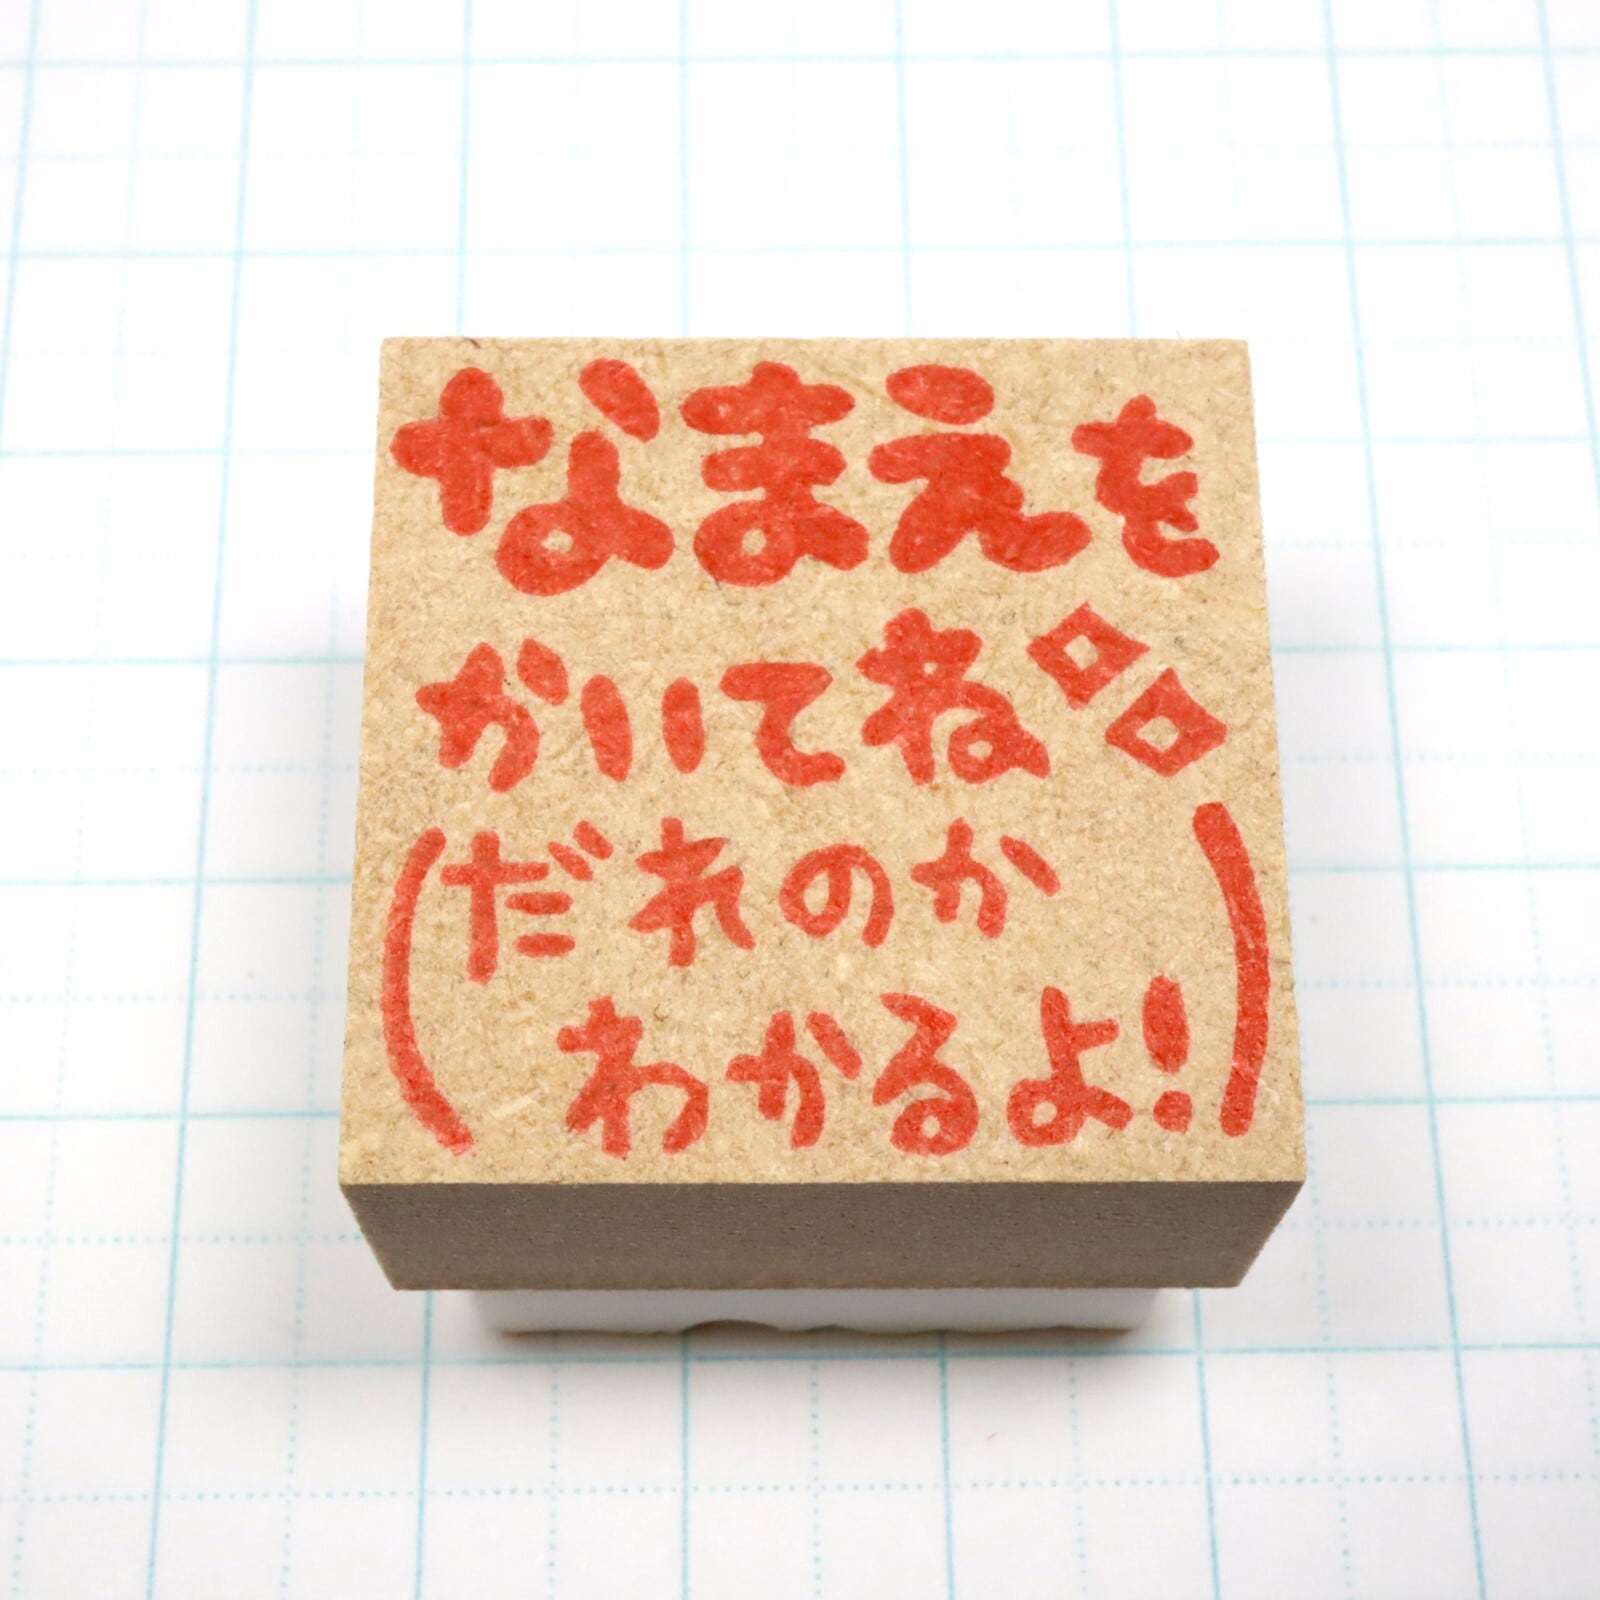 なまえを
かいてね
(だれのか
わかるよ!)